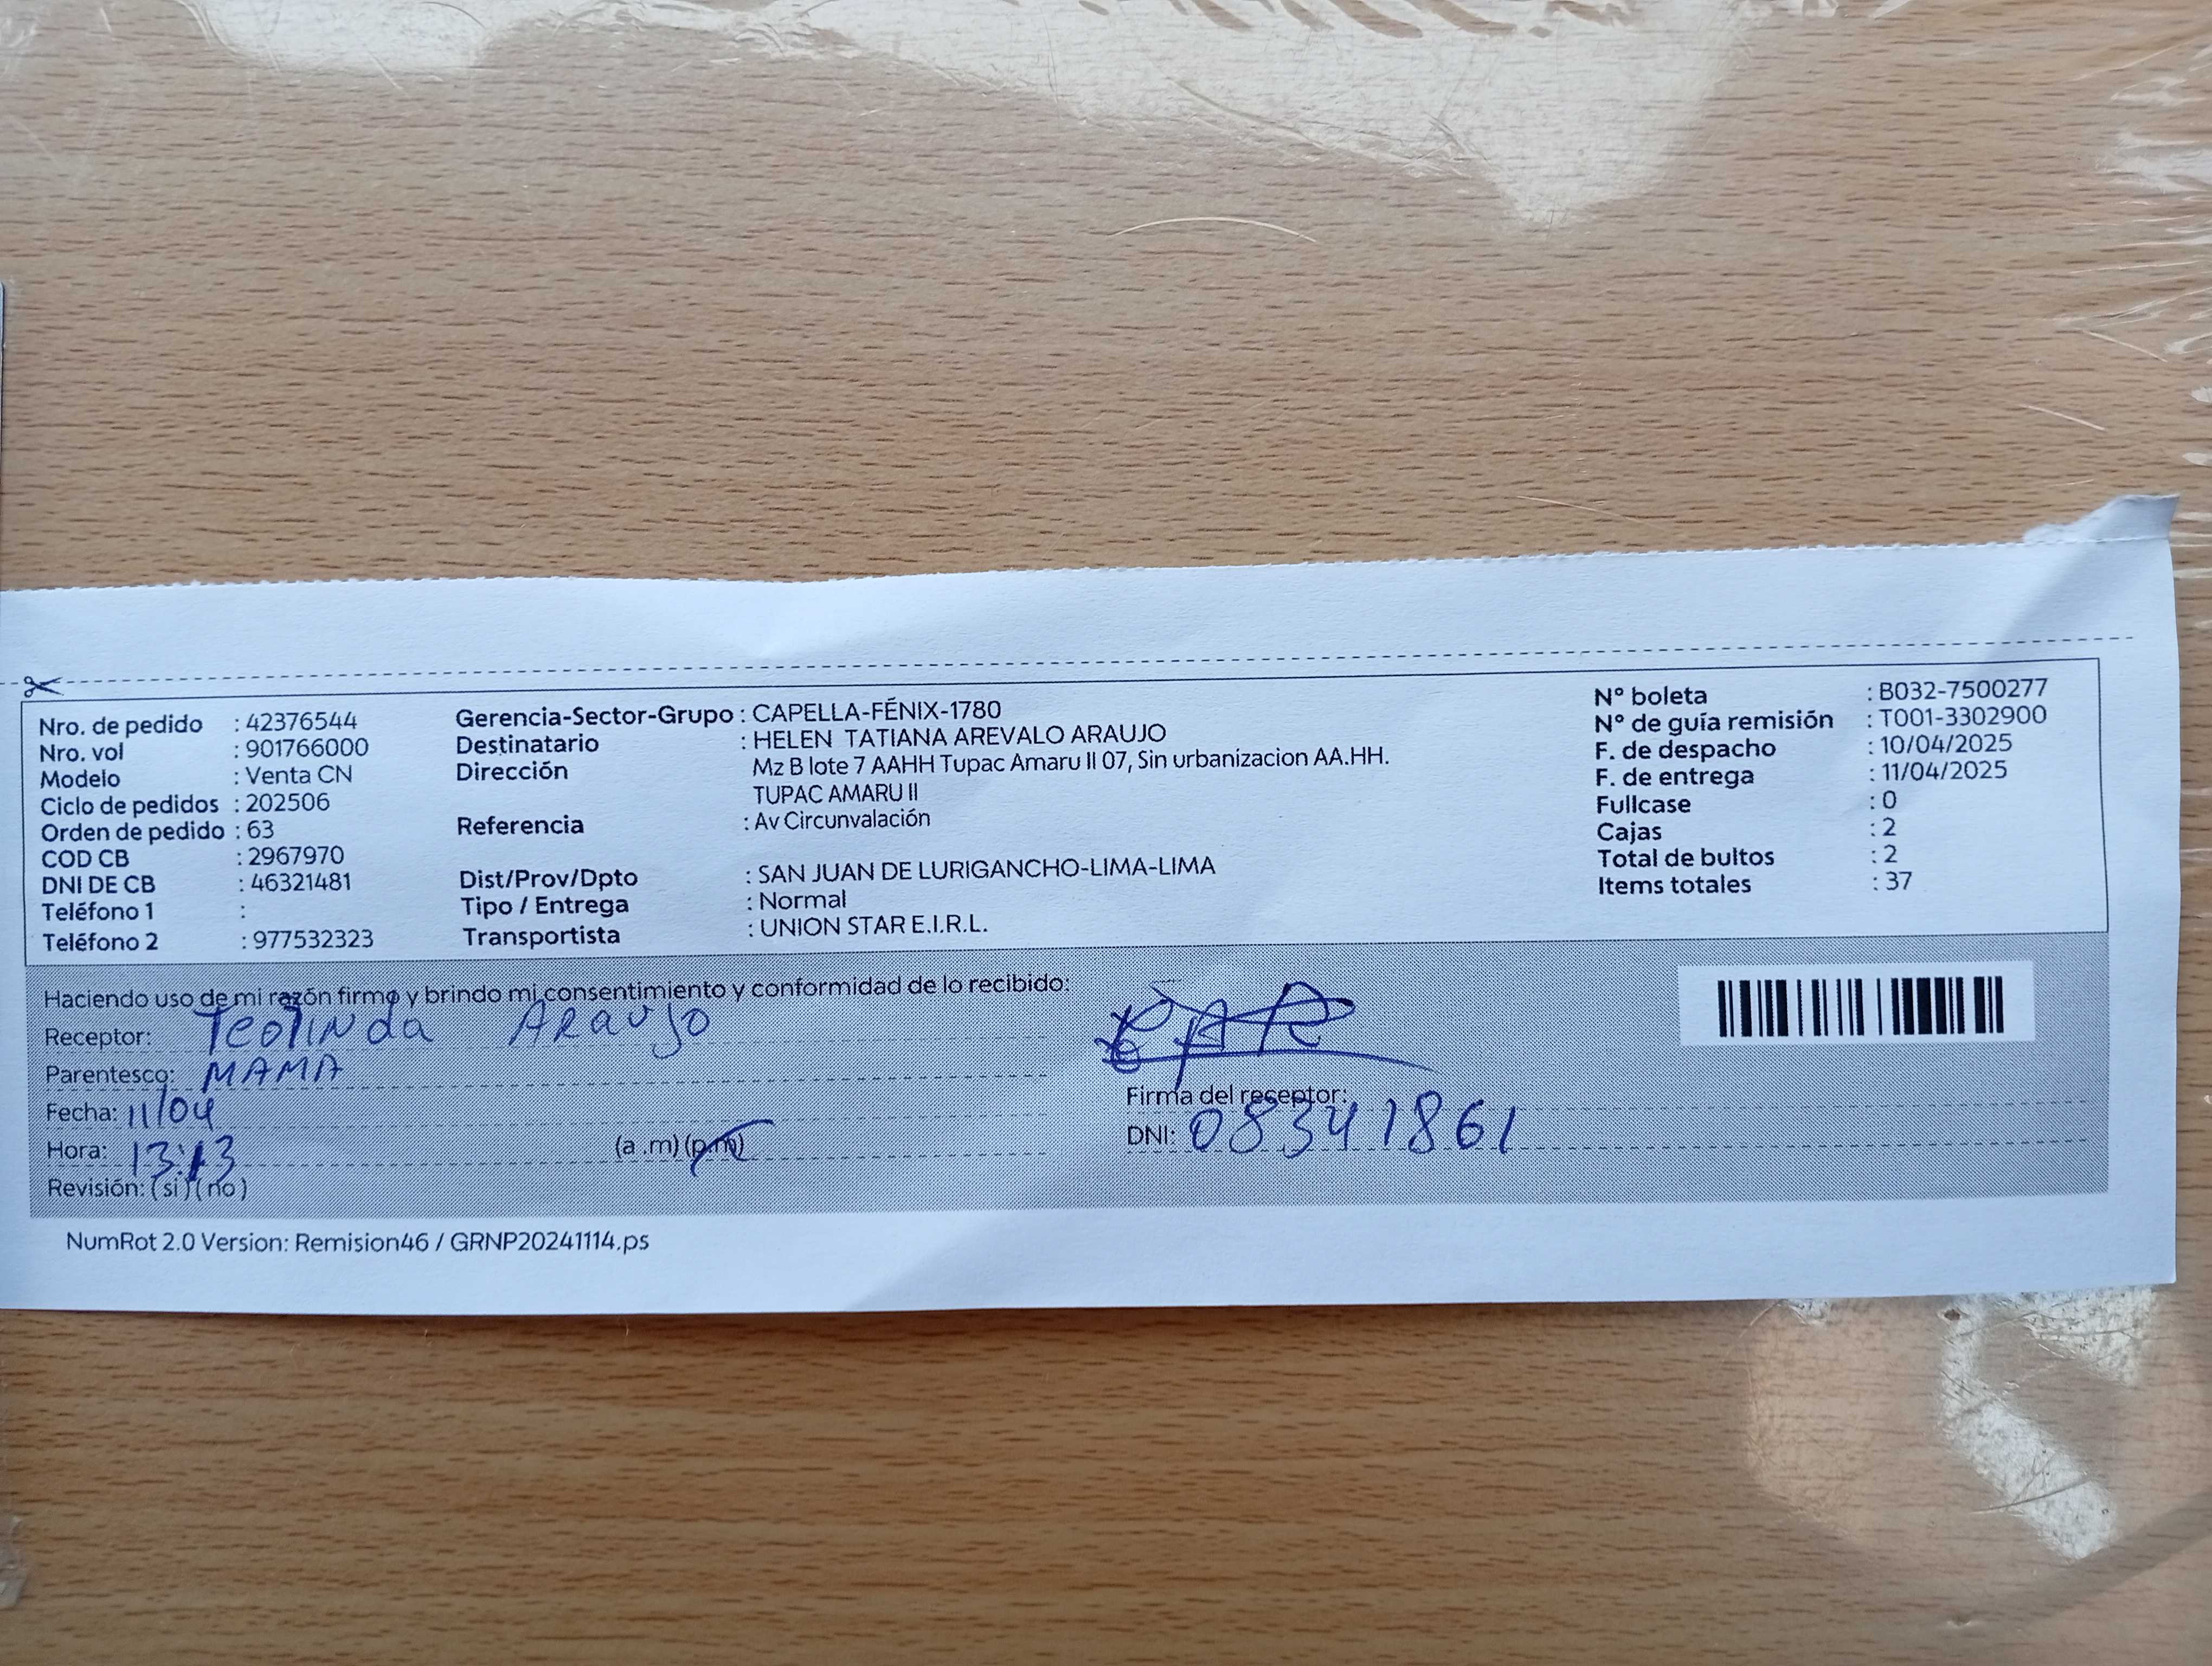 Nro. de pedido : 42376544
Nro. vol : 901766000
Modelo : Venta CN
Ciclo de pedidos : 202506
Orden de pedido : 63
COD CB : 2967970
DNI DE CB : 46321481
Teléfono 1 :
Teléfono 2 : 977532323
Gerencia-Sector-Grupo : CAPELLA-FÉNIX-1780
Destinatario : HELEN TATIANA AREVALO ARAUJO
Dirección Mz B lote 7 AAHH Tupac Amaru II 07, Sin urbanizacion AA.HH.
TUPAC AMARU II
Referencia : Av Circunvalación
Dist/Prov/Dpto : SAN JUAN DE LURIGANCHO-LIMA-LIMA
Tipo / Entrega : Normal
Transportista : UNION STAR E.I.R.L.
N° boleta : B032-7500277
N° de guía remisión : T001-3302900
F. de despacho : 10/04/2025
F. de entrega : 11/04/2025
Fullcase : 0
Cajas : 2
Total de bultos : 2
Items totales : 37
Haciendo uso de mi razón firmo y brindo mi consentimiento y conformidad de lo recibido:
Receptor: Teolinda Araujo
Parentesco: MAMA
Fecha: 11/04
Hora: 13:13 (a .m) (p.m)
Revisión: ( si ) ( no )
Firma del receptor:
DNI: 08341861
NumRot 2.0 Version: Remision46 / GRNP20241114.ps